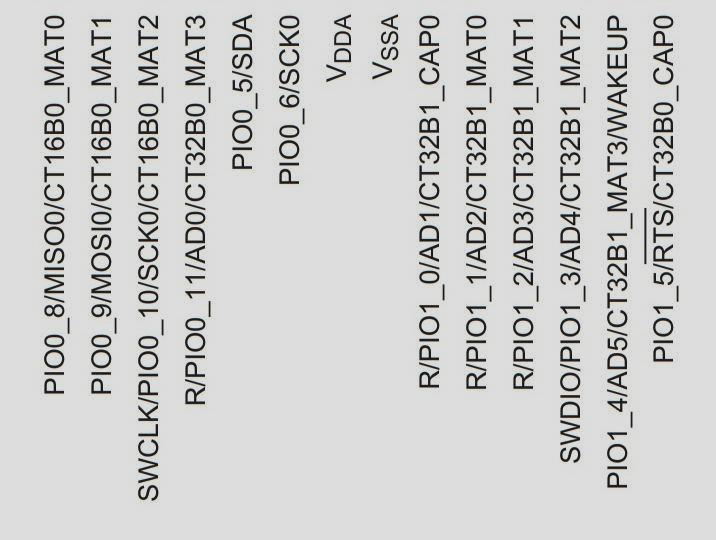 PIO0_8/MISO0/CT16B0_MAT0
PIO0_9/MOSI0/CT16B0_MAT1
SWCLK/PIO0_10/SCK0/CT16B0_MAT2
R/PIO0_11/AD0/CT32B0_MAT3
PIO0_5/SDA
PIO0_6/SCK0
VDDA
VSSA
R/PIO1_0/AD1/CT32B1_CAP0
R/PIO1_1/AD2/CT32B1_MAT0
R/PIO1_2/AD3/CT32B1_MAT1
SWDIO/PIO1_3/AD4/CT32B1_MAT2
PIO1_4/AD5/CT32B1_MAT3/WAKEUP
PIO1_5/RTS/CT32B0_CAP0